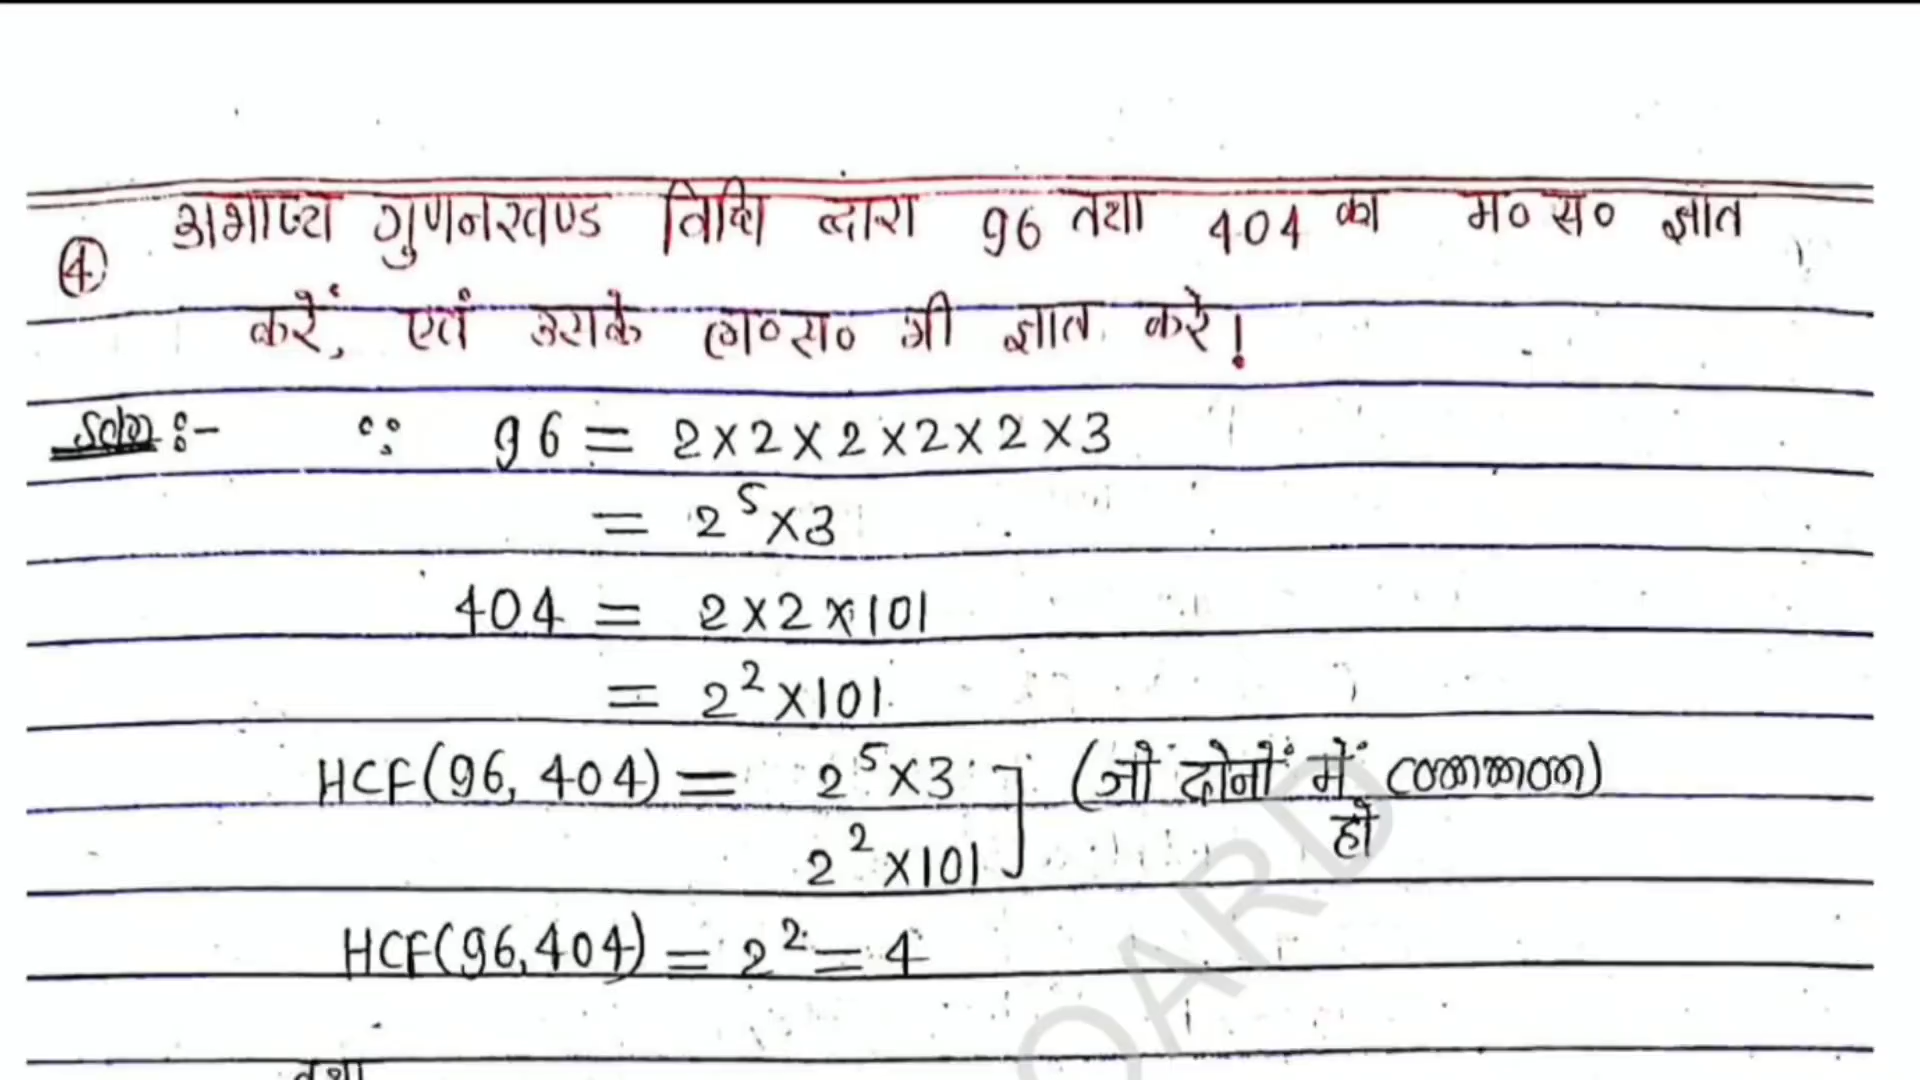 ④ अभाज्य गुणनखण्ड विधि द्वारा 96 तथा 404 का म० स० ज्ञात
करें, एवं उसके ल०स० भी ज्ञात करे!
Soln :- ∵ 96 = 2×2×2×2×2×3
= 2⁵×3
404 = 2×2×101
= 2²×101
HCF(96, 404) = 2⁵×3 ] (जो दोनों में common)
2²×101 हो
HCF(96,404) = 2² = 4
तथा
OARD